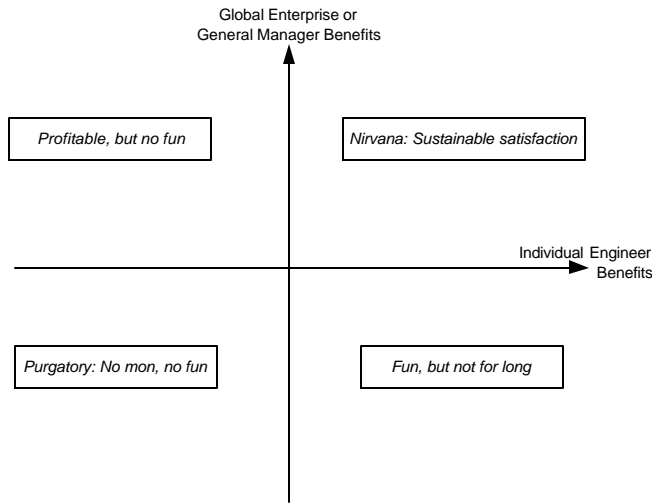 Global Enterprise or
General Manager Benefits
Profitable, but no fun
Nirvana: Sustainable satisfaction
Individual Engineer
Benefits
Purgatory: No mon, no fun
Fun, but not for long